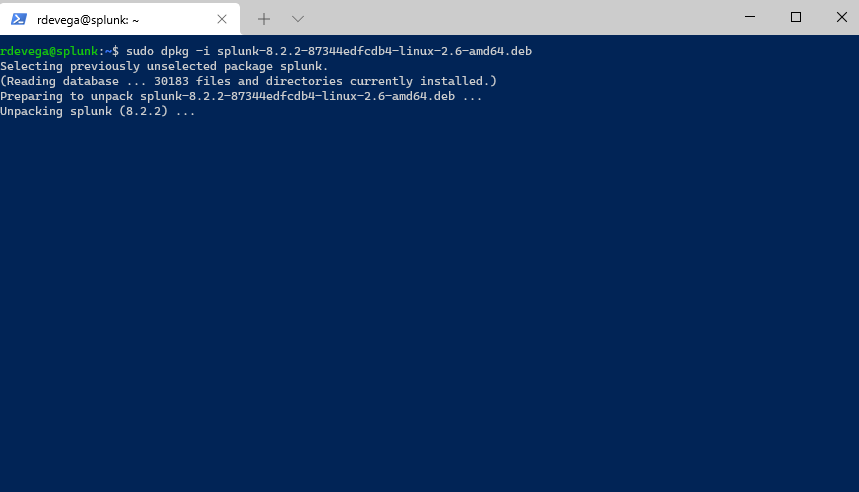 rdevega@splunk: ~
rdevega@splunk:~$ sudo dpkg -i splunk-8.2.2-87344edfcdb4-linux-2.6-amd64.deb
Selecting previously unselected package splunk.
(Reading database ... 30183 files and directories currently installed.)
Preparing to unpack splunk-8.2.2-87344edfcdb4-linux-2.6-amd64.deb ...
Unpacking splunk (8.2.2) ...